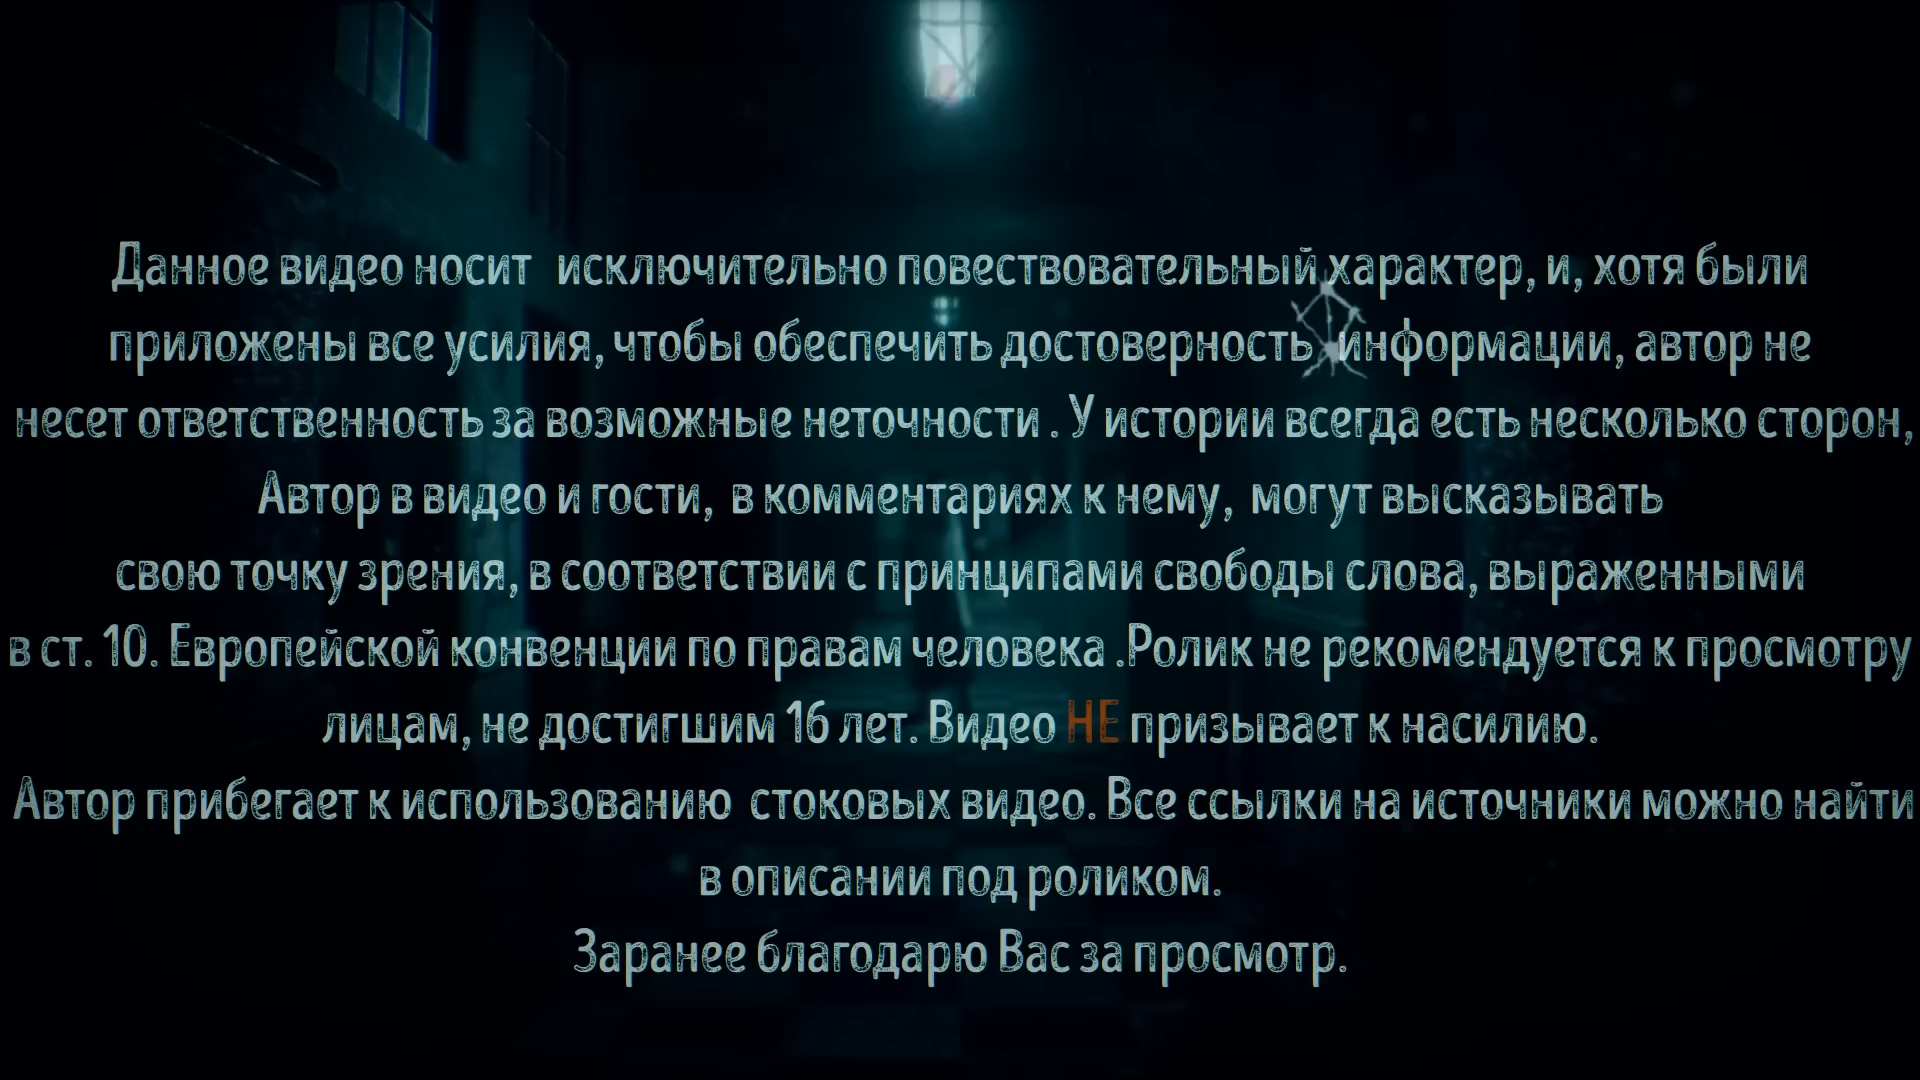 Данное видео носит исключительно повествовательный характер, и, хотя были
приложены все усилия, чтобы обеспечить достоверность информации, автор не
несет ответственность за возможные неточности . У истории всегда есть несколько сторон,
Автор в видео и гости, в комментариях к нему, могут высказывать
свою точку зрения, в соответствии с принципами свободы слова, выраженными
в ст. 10. Европейской конвенции по правам человека .Ролик не рекомендуется к просмотру
лицам, не достигшим 16 лет. Видео НЕ призывает к насилию.
Автор прибегает к использованию стоковых видео. Все ссылки на источники можно найти
в описании под роликом.
Заранее благодарю Вас за просмотр.